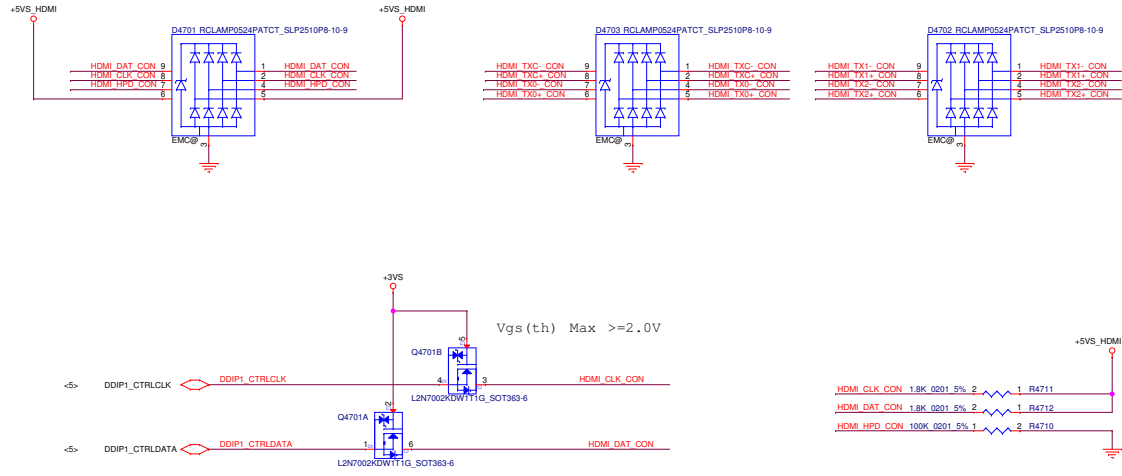 +5VS_HDMI
+5VS_HDMI
D4701 RCLAMP0524PATCT_SLP2510P8-10-9
HDMI_DAT_CON 9
HDMI_CLK_CON 8
HDMI_HPD_CON 7
6
1 HDMI_DAT_CON
2 HDMI_CLK_CON
4 HDMI_HPD_CON
5
EMC@
3
D4703 RCLAMP0524PATCT_SLP2510P8-10-9
HDMI_TXC-_CON 9
HDMI_TXC+_CON 8
HDMI_TX0-_CON 7
HDMI_TX0+_CON 6
1 HDMI_TXC-_CON
2 HDMI_TXC+_CON
4 HDMI_TX0-_CON
5 HDMI_TX0+_CON
EMC@
3
D4702 RCLAMP0524PATCT_SLP2510P8-10-9
HDMI_TX1-_CON 9
HDMI_TX1+_CON 8
HDMI_TX2-_CON 7
HDMI_TX2+_CON 6
1 HDMI_TX1-_CON
2 HDMI_TX1+_CON
4 HDMI_TX2-_CON
5 HDMI_TX2+_CON
EMC@
3
+3VS
Vgs(th) Max >=2.0V
5
Q4701B
<5> DDIP1_CTRLCLK DDIP1_CTRLCLK 4 3 HDMI_CLK_CON
L2N7002KDW1T1G_SOT363-6
2
Q4701A
<5> DDIP1_CTRLDATA DDIP1_CTRLDATA 1 6 HDMI_DAT_CON
L2N7002KDW1T1G_SOT363-6
+5VS_HDMI
HDMI_CLK_CON 1.8K_0201_5% 2 1 R4711
HDMI_DAT_CON 1.8K_0201_5% 2 1 R4712
HDMI_HPD_CON 100K_0201_5% 1 2 R4710